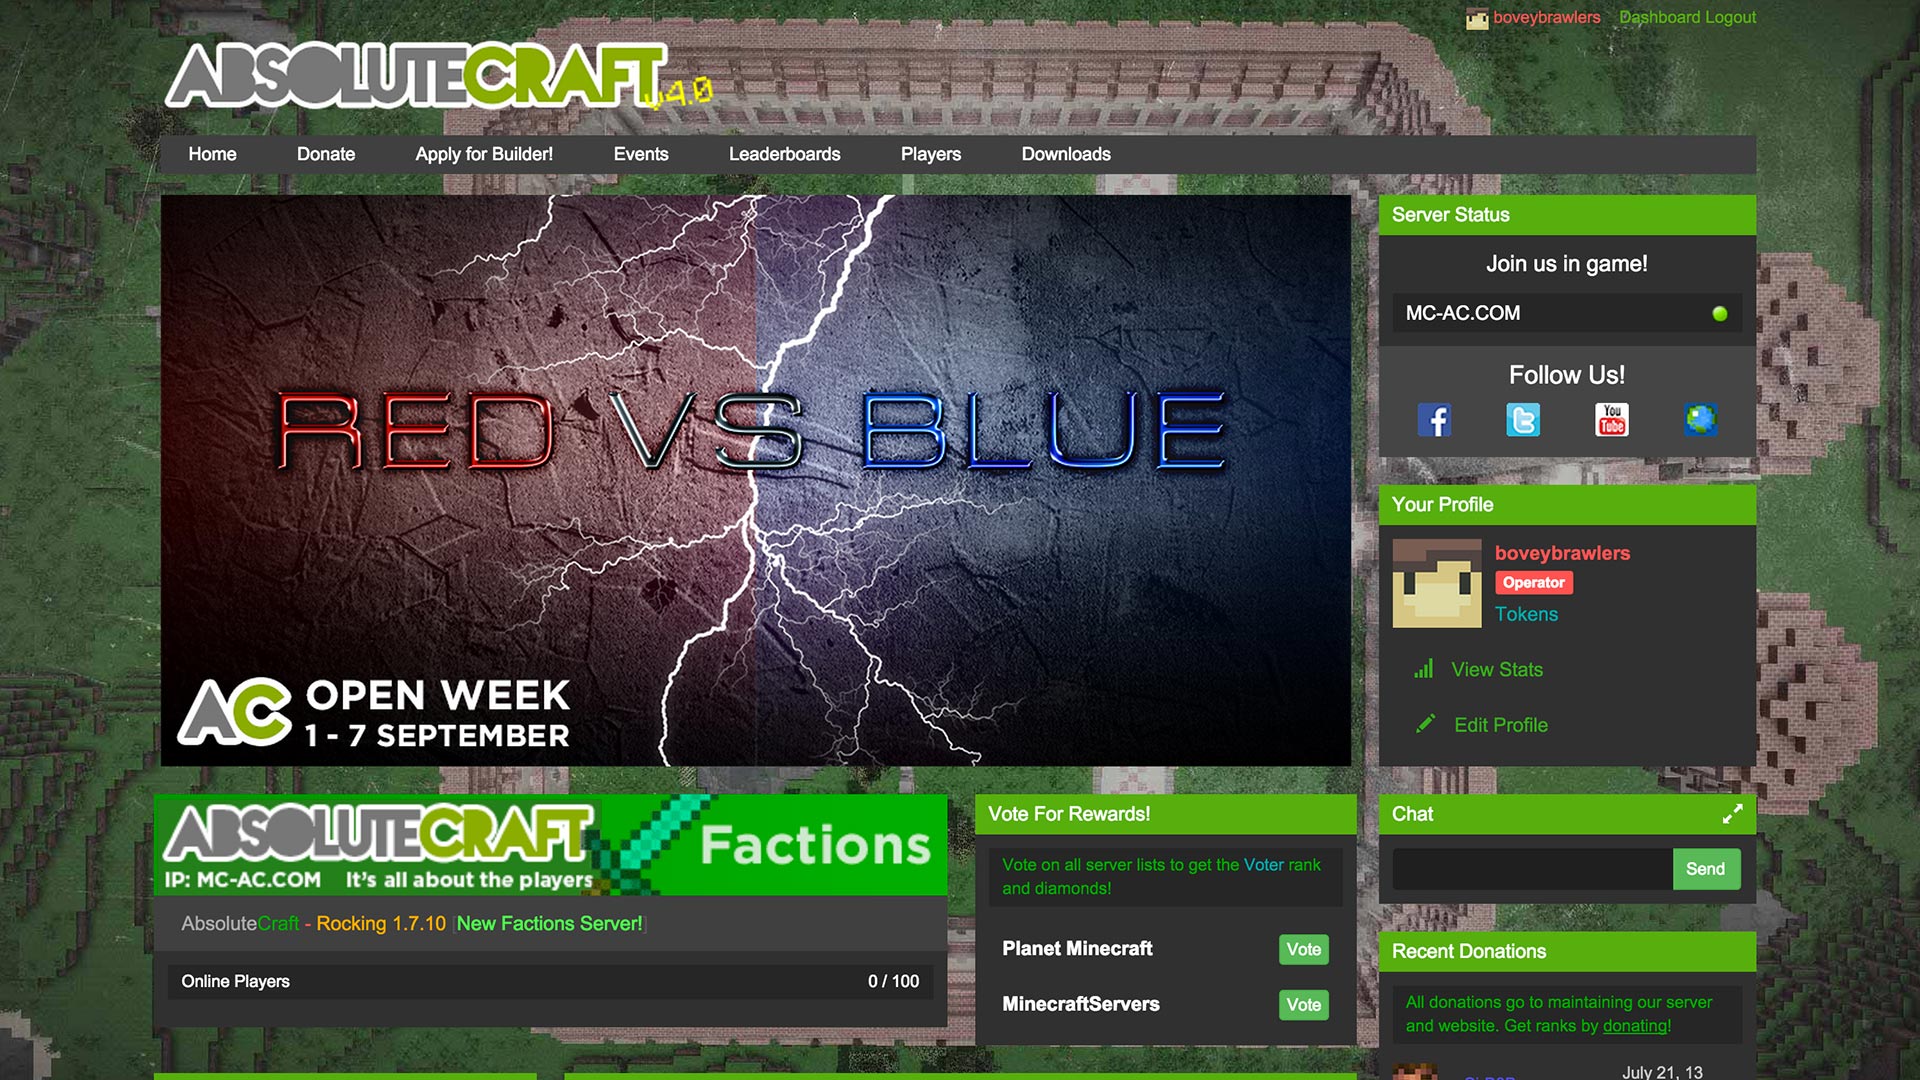 boveybrawlers Dashboard Logout
ABSOLUTECRAFT v4.0
Home Donate Apply for Builder! Events Leaderboards Players Downloads
RED VS BLUE
AC OPEN WEEK
1 - 7 SEPTEMBER
Server Status
Join us in game!
MC-AC.COM
Follow Us!
f
t
You
Tube
Your Profile
boveybrawlers
Operator
Tokens
View Stats
Edit Profile
ABSOLUTECRAFT Factions
IP: MC-AC.COM It's all about the players
AbsoluteCraft - Rocking 1.7.10 [New Factions Server!]
Online Players 0 / 100
Vote For Rewards!
Vote on all server lists to get the Voter rank
and diamonds!
Planet Minecraft Vote
MinecraftServers Vote
Chat
Send
Recent Donations
All donations go to maintaining our server
and website. Get ranks by donating!
July 21, 13